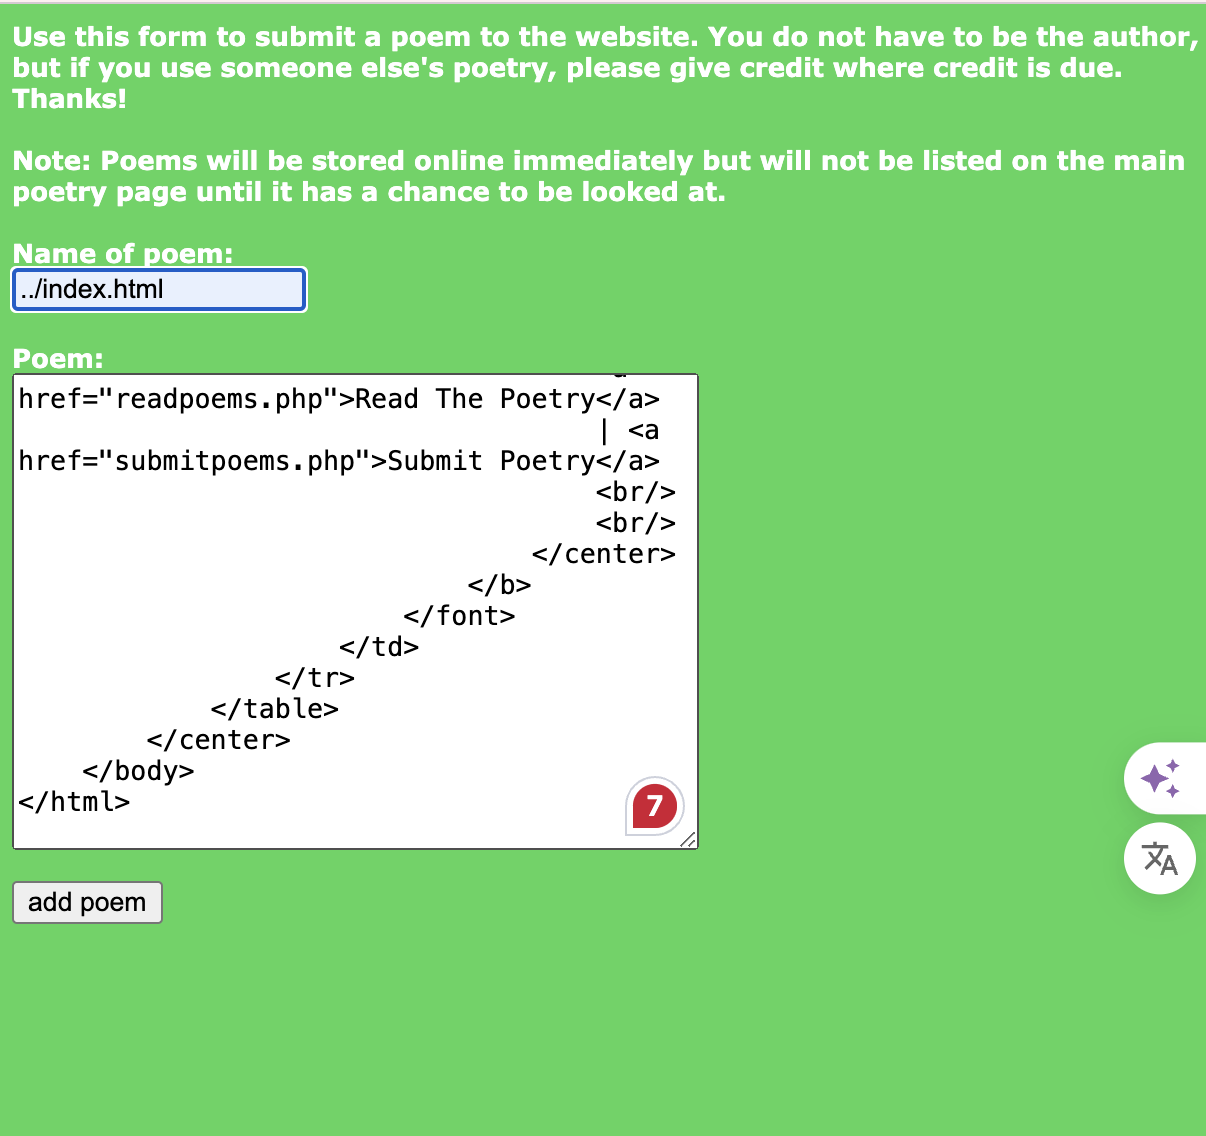 Use this form to submit a poem to the website. You do not have to be the author,
but if you use someone else's poetry, please give credit where credit is due.
Thanks!
Note: Poems will be stored online immediately but will not be listed on the main
poetry page until it has a chance to be looked at.
Name of poem:
../index.html
Poem:
href="readpoems.php">Read The Poetry</a>
| <a
href="submitpoems.php">Submit Poetry</a>
<br/>
<br/>
</center>
</b>
</font>
</td>
</tr>
</table>
</center>
</body>
</html>
7
add poem